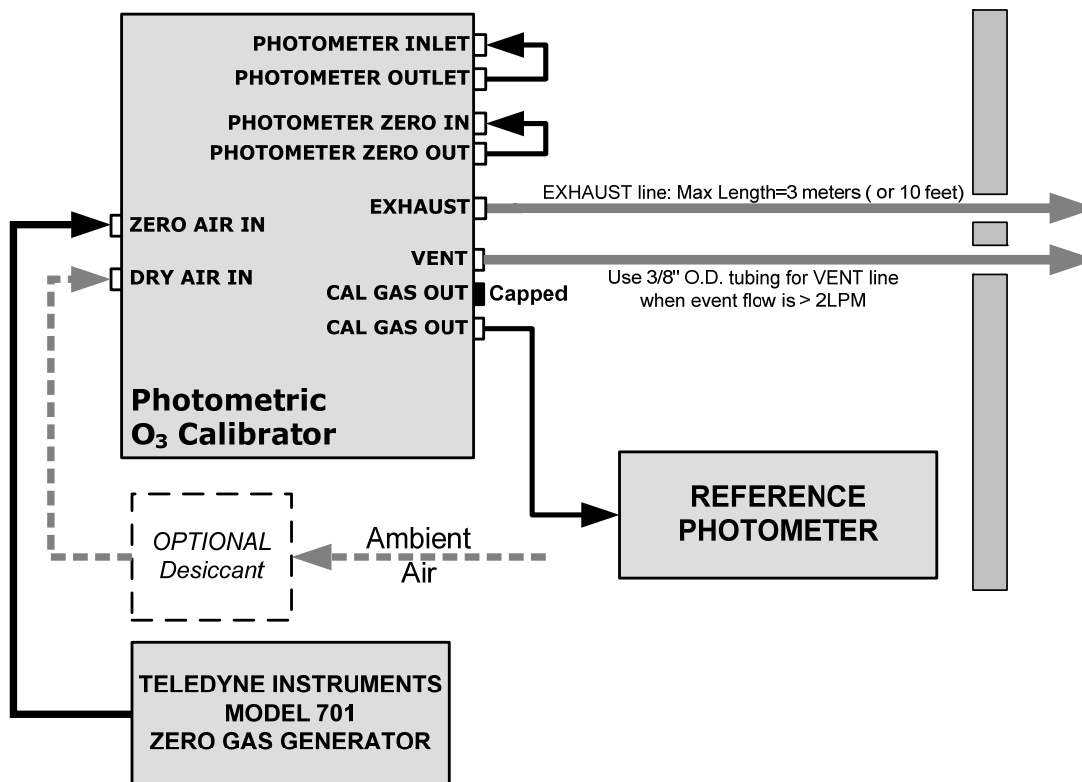 PHOTOMETER INLET
PHOTOMETER OUTLET
PHOTOMETER ZERO IN
PHOTOMETER ZERO OUT
EXHAUST
EXHAUST line: Max Length=3 meters ( or 10 feet)
ZERO AIR IN
VENT
DRY AIR IN
Use 3/8" O.D. tubing for VENT line
when event flow is > 2LPM
CAL GAS OUT
Capped
CAL GAS OUT
Photometric
O₃ Calibrator
REFERENCE
PHOTOMETER
OPTIONAL
Desiccant
Ambient
Air
TELEDYNE INSTRUMENTS
MODEL 701
ZERO GAS GENERATOR